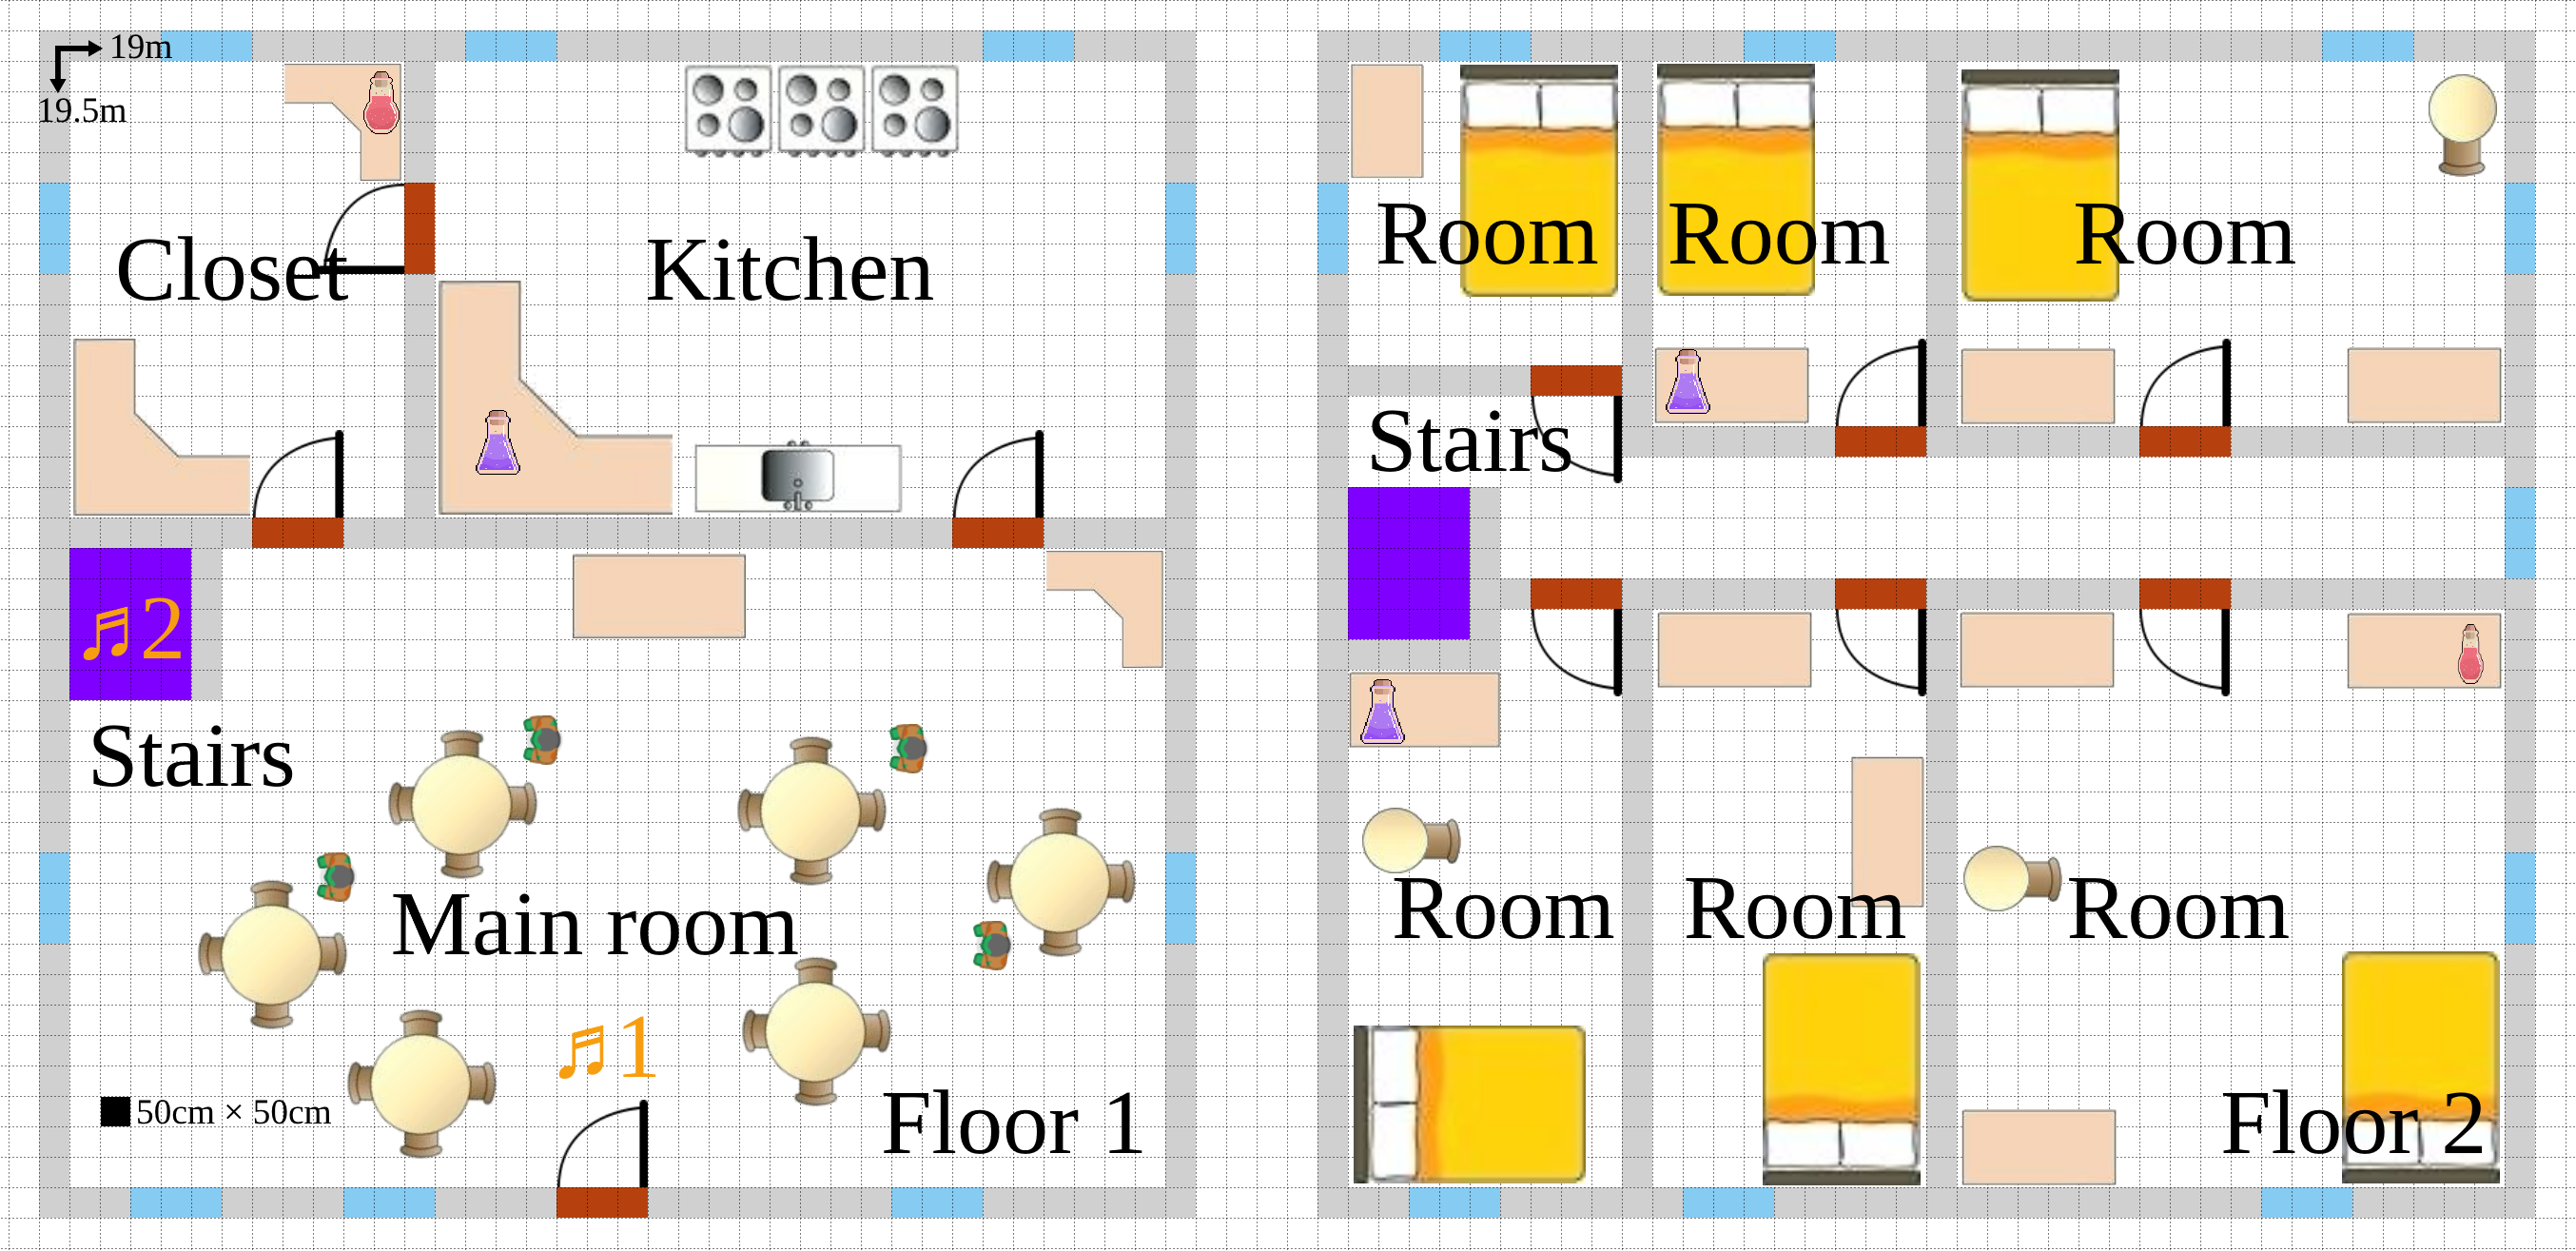 19m
19.5m
Closet
Kitchen
♬2
Stairs
Main room
♬1
50cm × 50cm
Floor 1
Room
Room
Room
Stairs
Room
Room
Room
Floor 2